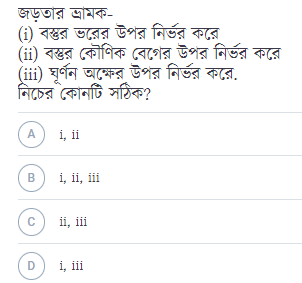 জড়তার ভ্রামক-
(i) বস্তুর ভরের উপর নির্ভর করে
(ii) বস্তুর কৌণিক বেগের উপর নির্ভর করে
(iii) ঘূর্ণন অক্ষের উপর নির্ভর করে.
নিচের কোনটি সঠিক?
A i, ii
B i, ii, iii
C ii, iii
D i, iii